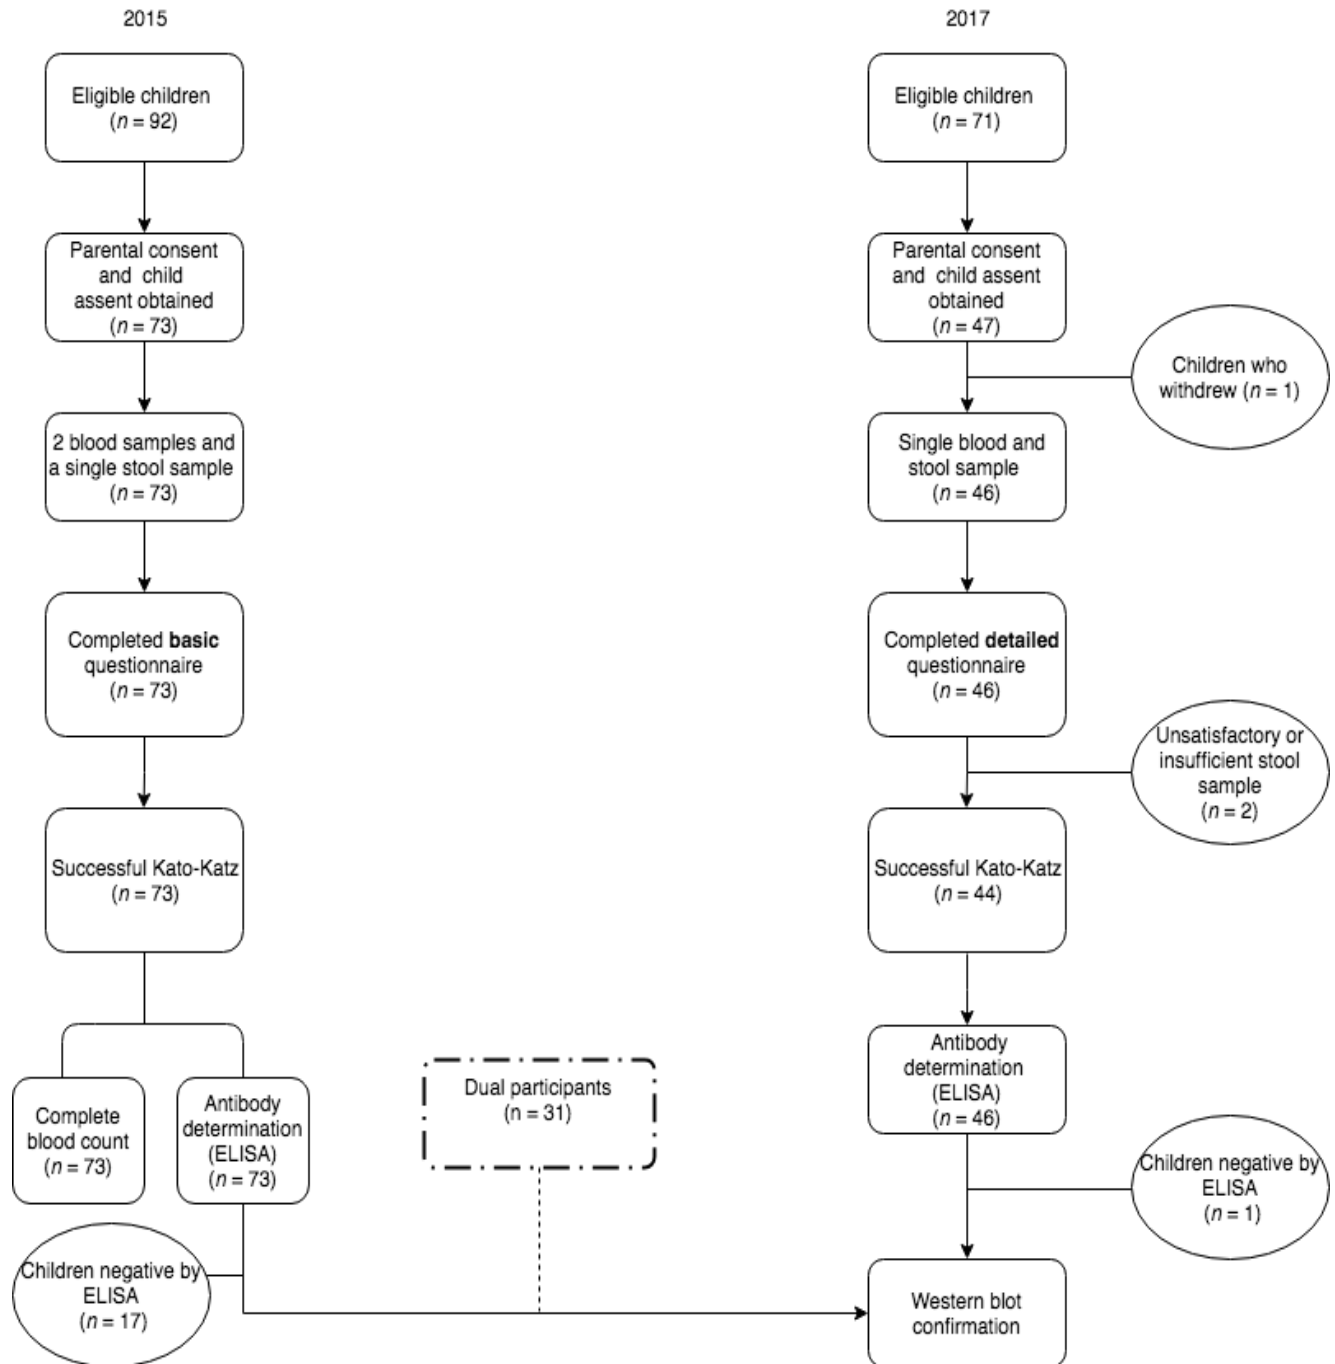 2015
Eligible children
(n = 92)
Parental consent
and child
assent obtained
(n = 73)
2 blood samples and
a single stool sample
(n = 73)
Completed basic
questionnaire
(n = 73)
Successful Kato-Katz
(n = 73)
Complete
blood count
(n = 73)
Antibody
determination
(ELISA)
(n = 73)
Children negative by
ELISA
(n = 17)
Dual participants
(n = 31)
2017
Eligible children
(n = 71)
Parental consent
and child assent
obtained
(n = 47)
Children who
withdrew (n = 1)
Single blood and
stool sample
(n = 46)
Completed detailed
questionnaire
(n = 46)
Unsatisfactory or
insufficient stool
sample
(n = 2)
Successful Kato-Katz
(n = 44)
Antibody
determination
(ELISA)
(n = 46)
Children negative by
ELISA
(n = 1)
Western blot
confirmation